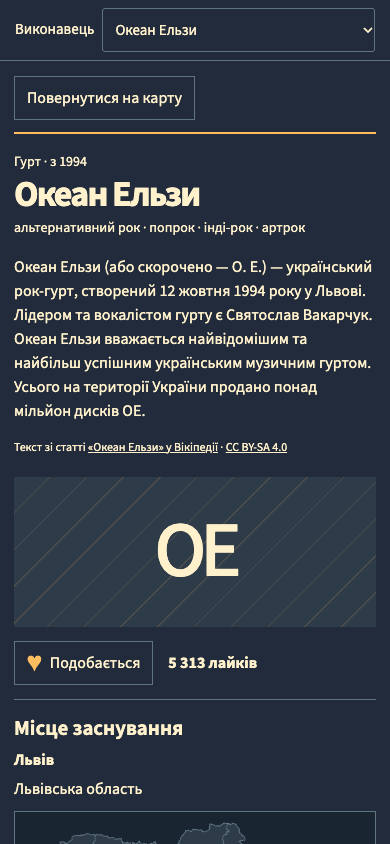 Виконавець
Океан Ельзи
Повернутися на карту
Гурт · з 1994
Океан Ельзи
альтернативний рок · попрок · інді-рок · артрок
Океан Ельзи (або скорочено — О. Е.) — український
рок-гурт, створений 12 жовтня 1994 року у Львові.
Лідером та вокалістом гурту є Святослав Вакарчук.
Океан Ельзи вважається найвідомішим та
найбільш успішним українським музичним гуртом.
Усього на території України продано понад
мільйон дисків ОЕ.
Текст зі статті «Океан Ельзи» у Вікіпедії · CC BY-SA 4.0
ОЕ
♥ Подобається
5 313 лайків
Місце заснування
Львів
Львівська область